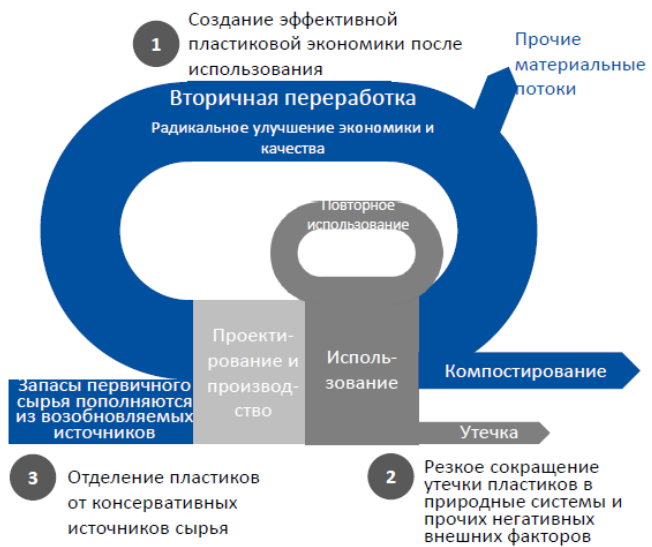 1
Создание эффективной
пластиковой экономики после
использования
Прочие
материальные
потоки
Вторичная переработка
Радикальное улучшение экономики и
качества
Повторное
использование
Проекти-
рование и
производ-
ство
Исполь-
зование
Запасы первичного
сырья пополняются
из возобновляемых
источников
Компостирование
Утечка
3
Отделение пластиков
от консервативных
источников сырья
2
Резкое сокращение
утечки пластиков в
природные системы и
прочих негативных
внешних факторов